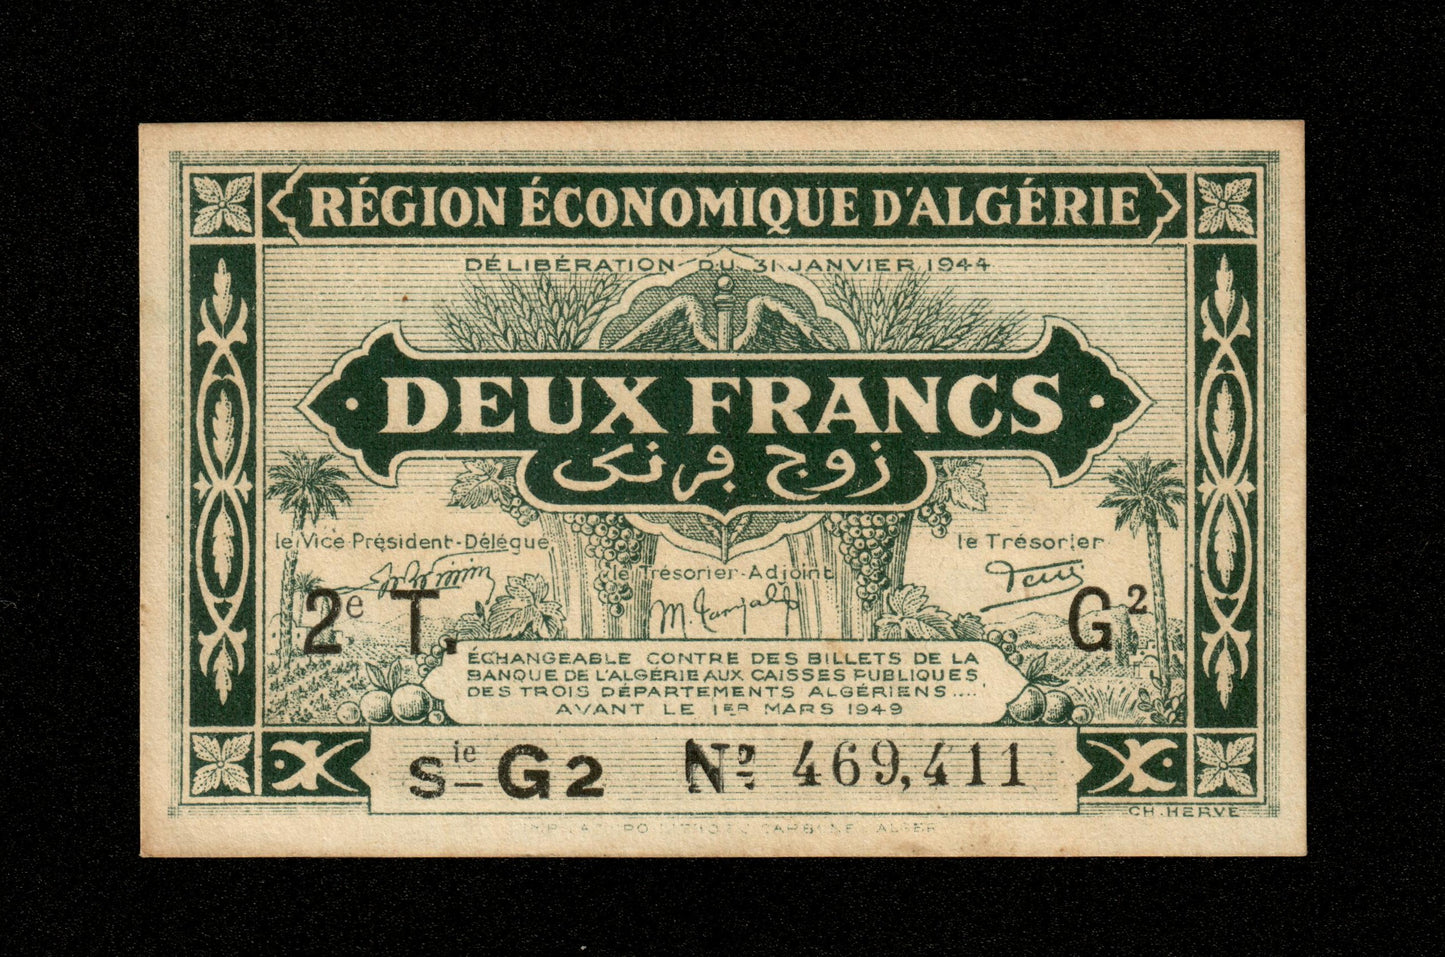 RÉGION ÉCONOMIQUE D'ALGÉRIE
DÉLIBÉRATION DU 31 JANVIER 1944
DEUX FRANCS
زوج فرنك
le Vice Président-Délégué
le Trésorier-Adjoint
le Trésorier
2e T.
G2
ÉCHANGEABLE CONTRE DES BILLETS DE LA
BANQUE DE L'ALGÉRIE AUX CAISSES PUBLIQUES
DES TROIS DÉPARTEMENTS ALGÉRIENS....
AVANT LE 1ER MARS 1949
Sie G2 Nº 469,411
CH. HERVE
ALGER